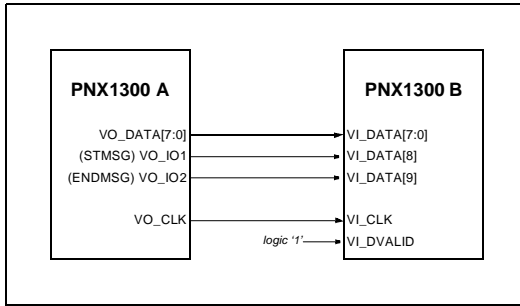 PNX1300 A PNX1300 B
VO_DATA[7:0] VI_DATA[7:0]
(STMSG) VO_IO1 VI_DATA[8]
(ENDMSG) VO_IO2 VI_DATA[9]
VO_CLK VI_CLK
logic ‘1’ VI_DVALID